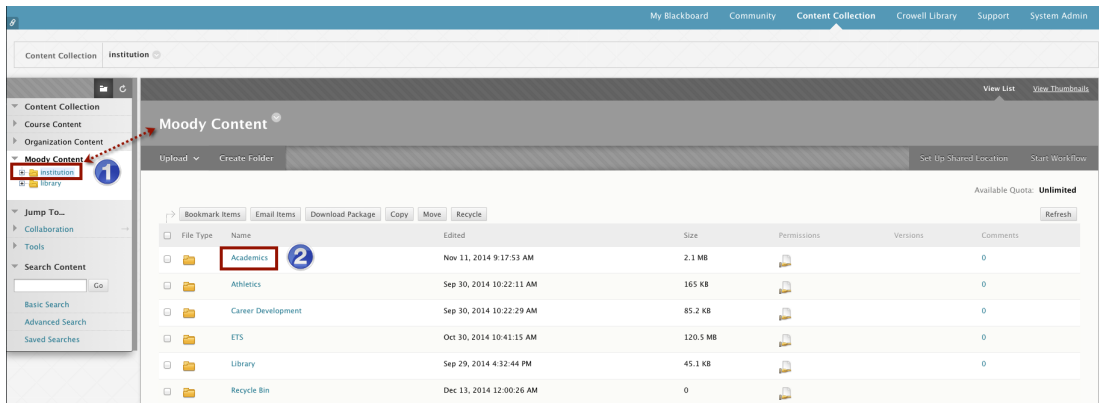 My Blackboard Community Content Collection Crowell Library Support System Admin
Content Collection institution
View List View Thumbnails
Content Collection
Course Content
Organization Content
Moody Content
institution
library
1
Jump To...
Collaboration
Tools
Search Content
Go
Basic Search
Advanced Search
Saved Searches
Moody Content
Upload Create Folder Set Up Shared Location Start Workflow
Available Quota: Unlimited
Bookmark Items Email Items Download Package Copy Move Recycle Refresh
File Type Name Edited Size Permissions Versions Comments
Academics 2 Nov 11, 2014 9:17:53 AM 2.1 MB 0
Athletics Sep 30, 2014 10:22:11 AM 165 KB 0
Career Development Sep 30, 2014 10:22:29 AM 85.2 KB 0
ETS Oct 30, 2014 10:41:15 AM 120.5 MB 0
Library Sep 29, 2014 4:32:44 PM 45.1 KB 0
Recycle Bin Dec 13, 2014 12:00:26 AM 0 0